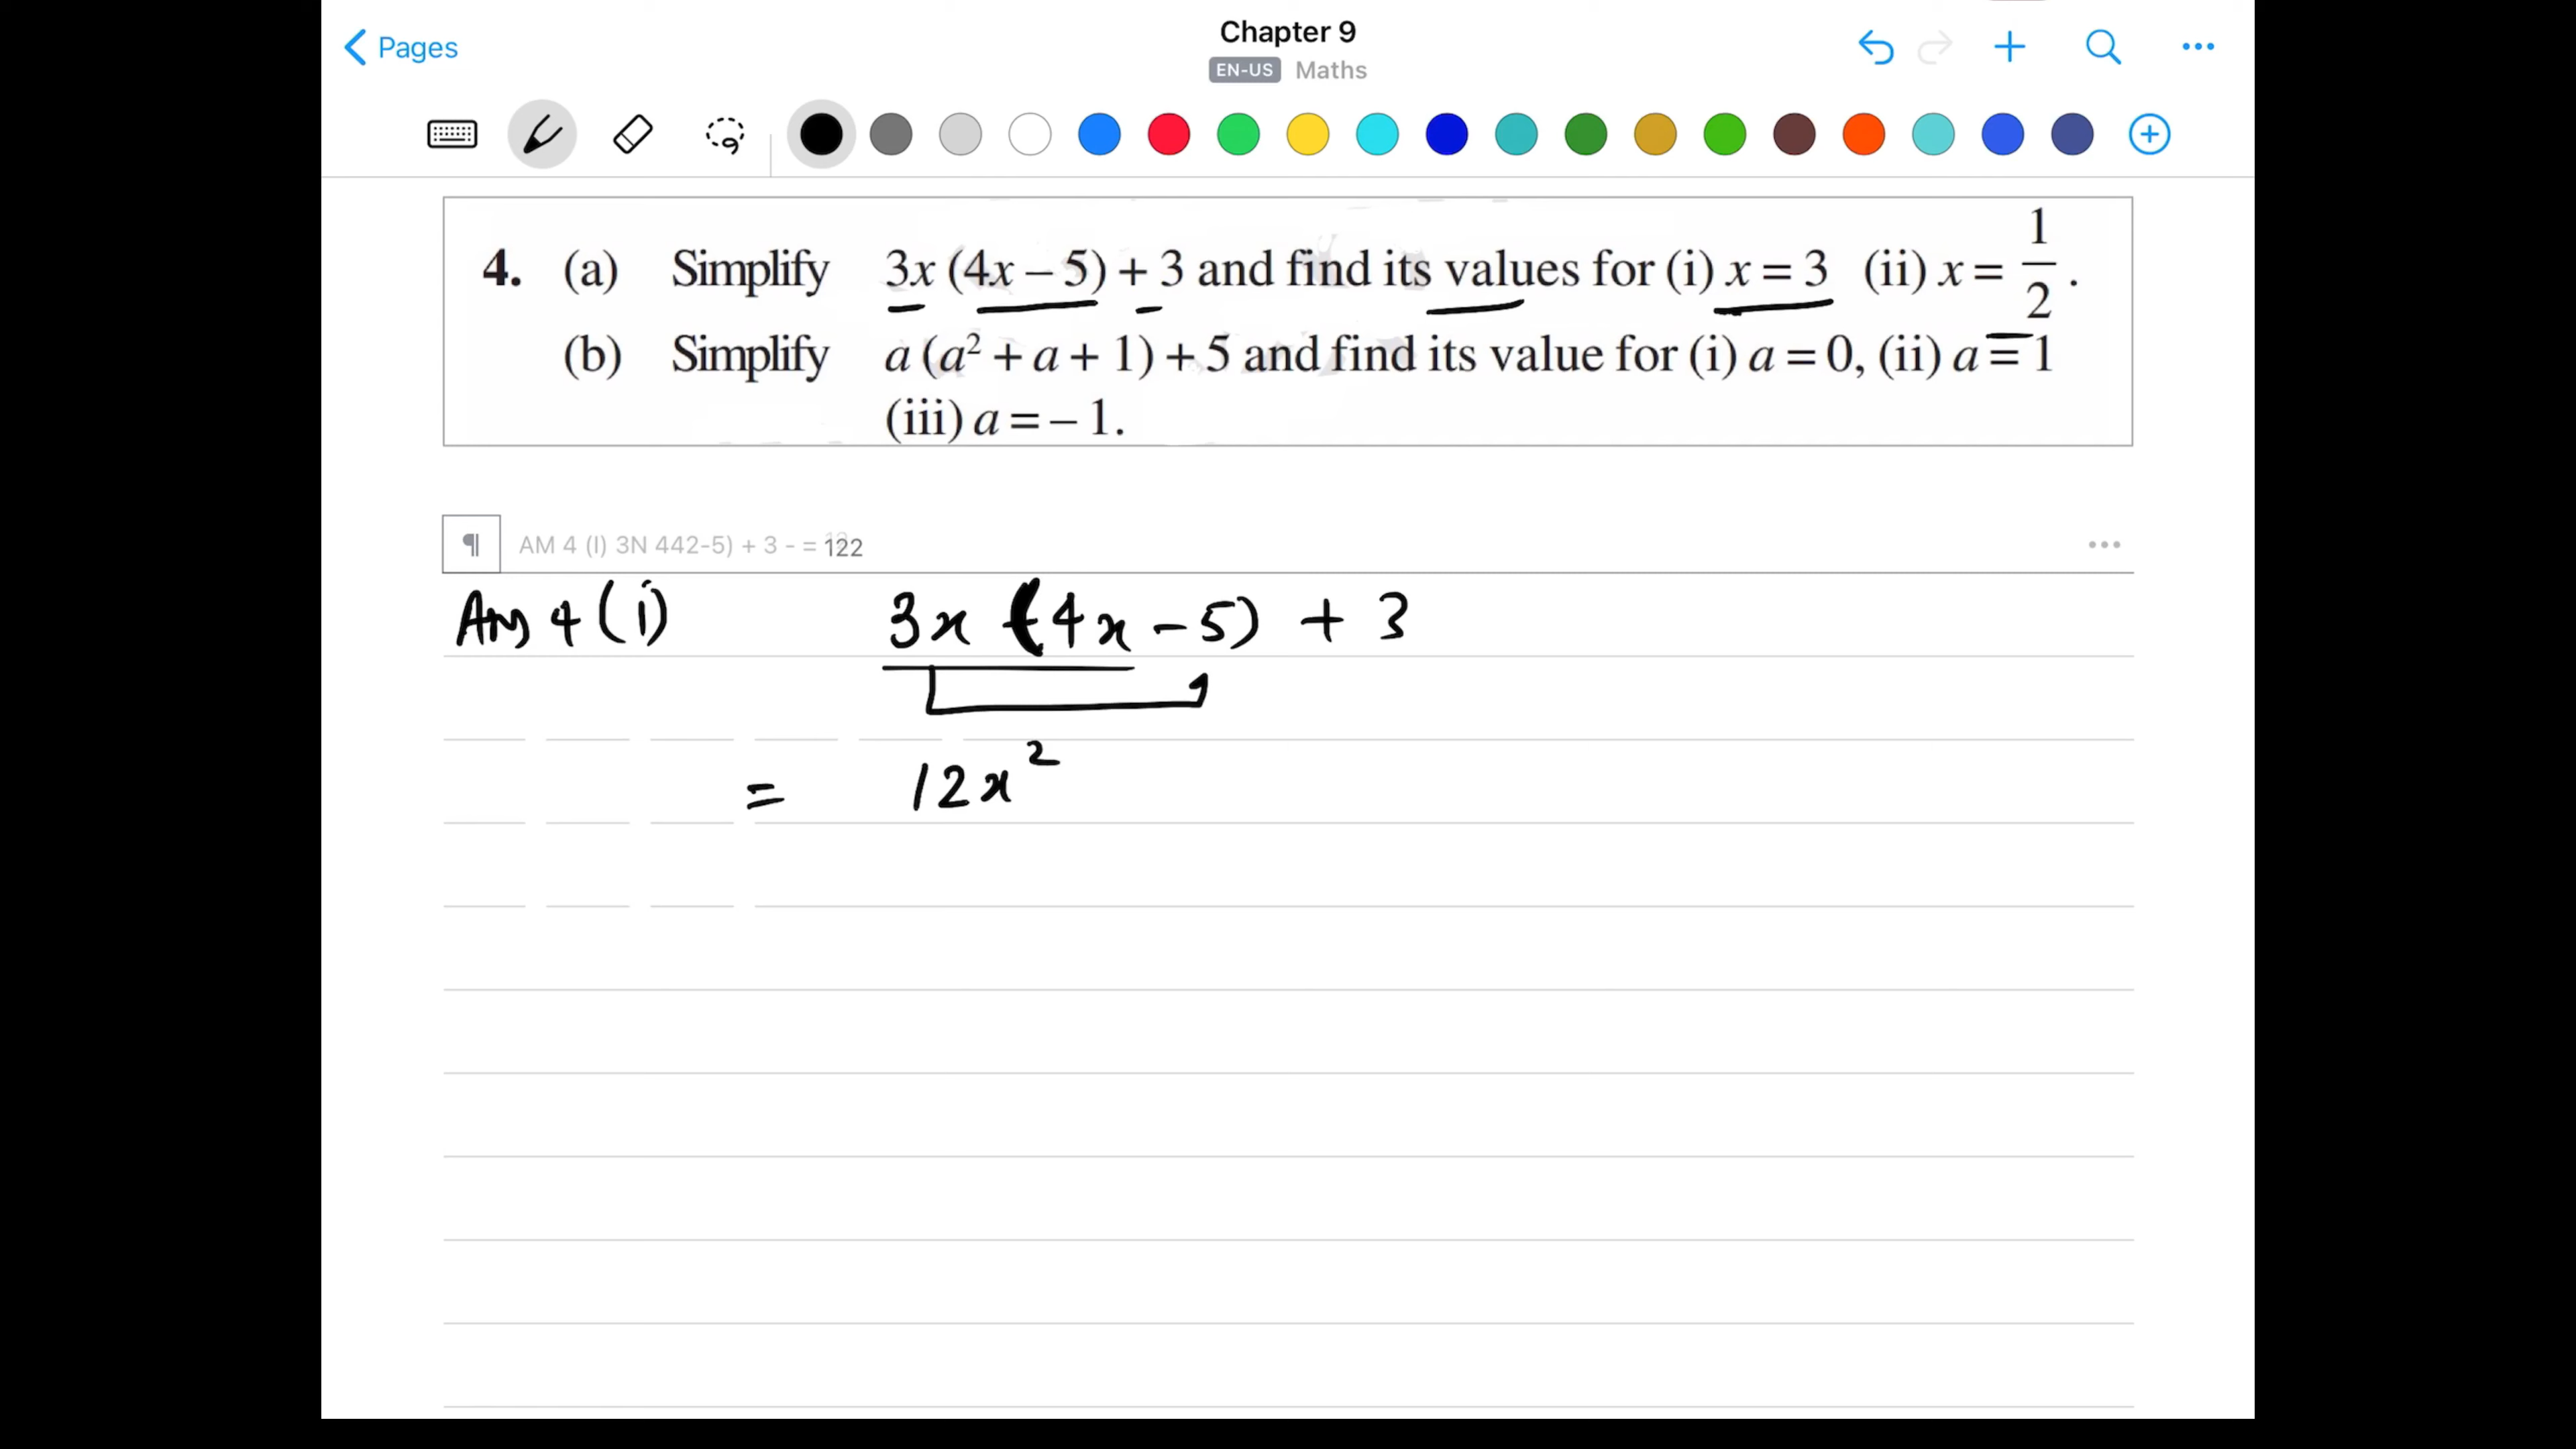 Pages
Chapter 9
EN-US Maths
4. (a) Simplify 3x (4x – 5) + 3 and find its values for (i) x = 3 (ii) x = 1/2 .
(b) Simplify a (a² + a + 1) + 5 and find its value for (i) a = 0, (ii) a = 1
(iii) a = – 1.
AM 4 (I) 3N 442-5) + 3 - = 122
Ans 4 (i) 3x (4x - 5) + 3
= 12x²